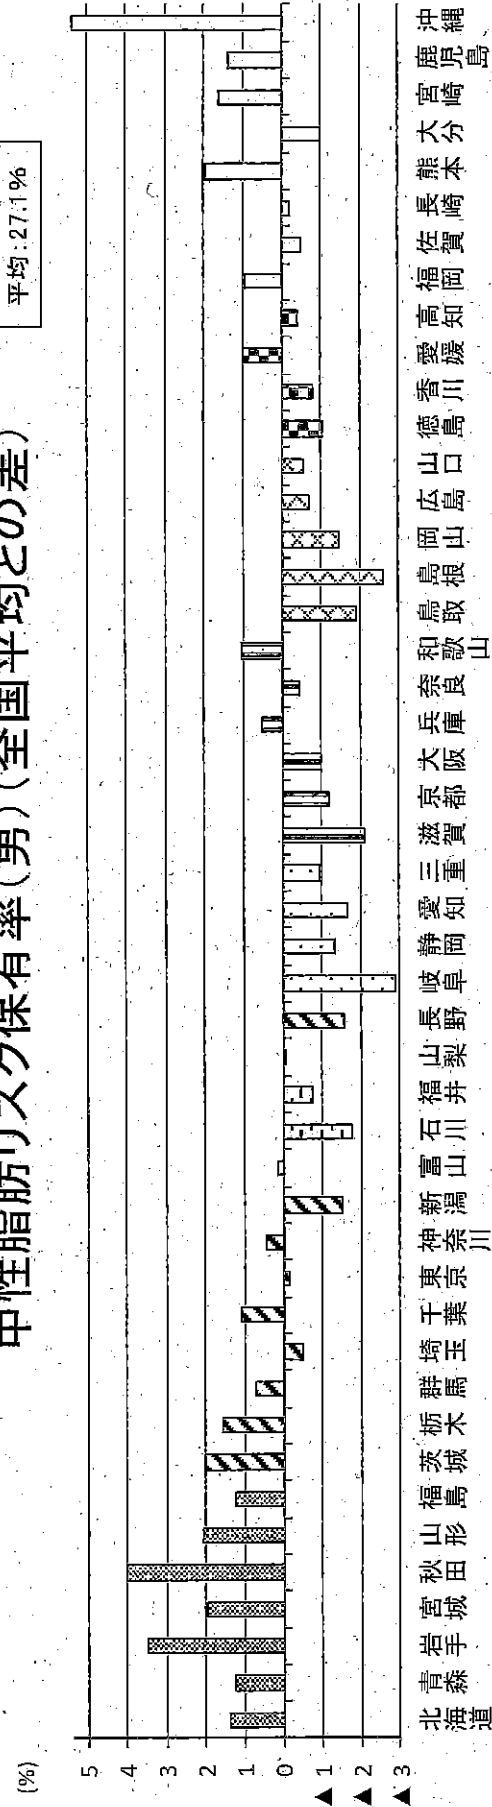 中性脂肪リスク保有率(男)(全国平均との差)
平均:27.1%
(%)
5
4
3
2
1
0
▲ 1
▲ 2
▲ 3
北海道
青森
岩手
宮城
秋田
山形
福島
茨城
栃木
群馬
埼玉
千葉
東京
神奈川
新潟
富山
石川
福井
山梨
長野
岐阜
静岡
愛知
三重
滋賀
京都
大阪
兵庫
奈良
和歌山
鳥取
島根
岡山
広島
山口
徳島
香川
愛媛
高知
福岡
佐賀
長崎
熊本
大分
宮崎
鹿児島
沖縄